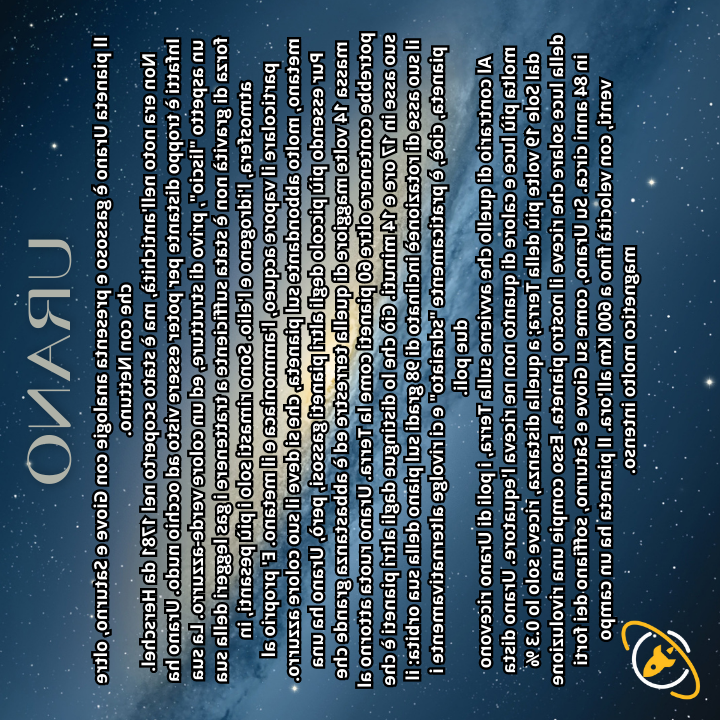 URANO
Il pianeta Urano è gassoso e presenta analogie con Giove e Saturno, oltre
che con Nettuno.
Non era noto nell'antichità, ma è stato scoperto nel 1781 da Herschel.
Infatti è troppo distante per poter essere visto ad occhio nudo. Urano ha
un aspetto "liscio", privo di strutture, ed un colore verde-azzurro. la sua
forza di gravità non è stata sufficiente a trattenere i gas leggeri della sua
atmosfera, l'idrogeno e l'elio. Sono rimasti solo i più pesanti, in
particolare il vapore acqueo, l'ammoniaca e il metano. E' proprio al
metano, molto abbondante sul pianeta, che si deve il suo colore azzurro.
Pur essendo più piccolo degli altri pianeti gassosi, però, Urano ha una
massa 14 volte maggiore di quella terrestre ed è abbastanza grande che
potrebbe contenere oltre 60 pianeti come la Terra. Urano ruota attorno al
suo asse in 17 ore e 14 minuti. Ciò che lo distingue dagli altri pianeti è che
il suo asse di rotazioneé inclinato di 98 gradi sul piano della sua orbita: il
pianeta, cioè, è praticamente "sdraiato" e ci rivolge alternativamente i
due poli.
Al contrario di quello che avviene sulla Terra, i poli di Urano ricevono
molta più luce e calore di quanto non ne riceva l'equatore. Urano dista
dal Sole 19 volte più della Terra, a quella distanza, riceve solo lo 0.3 %
della luce solare che riceve il nostro pianeta. Esso compie una rivoluzione
in 84 anni circa. Su Urano, come su Giove e Saturno, soffiano dei forti
venti, con velocità fino a 600 Km all'ora. Il pianeta ha un campo
magnetico molto intenso.